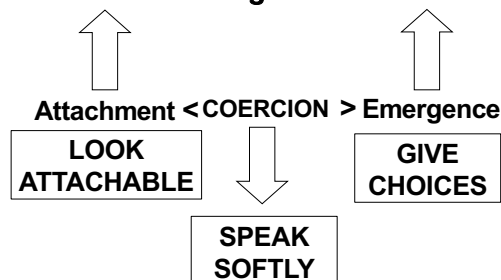 Attachment < COERCION > Emergence
LOOK
ATTACHABLE
GIVE
CHOICES
SPEAK
SOFTLY